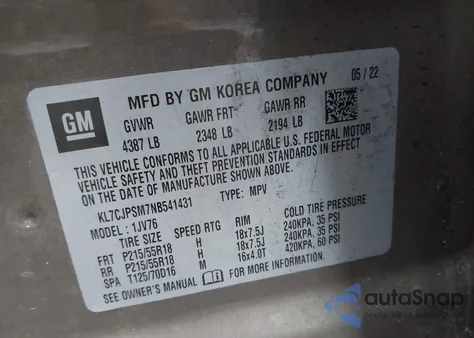 GM
MFD BY GM KOREA COMPANY 05 / 22
GVWR GAWR FRT GAWR RR
4387 LB 2348 LB 2194 LB
THIS VEHICLE CONFORMS TO ALL APPLICABLE U.S. FEDERAL MOTOR
VEHICLE SAFETY AND THEFT PREVENTION STANDARDS IN EFFECT
ON THE DATE OF MANUFACTURE SHOWN ABOVE.
KL7CJPSM7NB541431 TYPE: MPV
MODEL : 1JV76
TIRE SIZE SPEED RTG RIM COLD TIRE PRESSURE
FRT P215/55R18 H 18x7.5J 240KPA, 35 PSI
RR P215/55R18 H 18x7.5J 240KPA, 35 PSI
SPA T125/70D16 M 16x4.0T 420KPA, 60 PSI
SEE OWNER'S MANUAL FOR MORE INFORMATION.
autoSnap